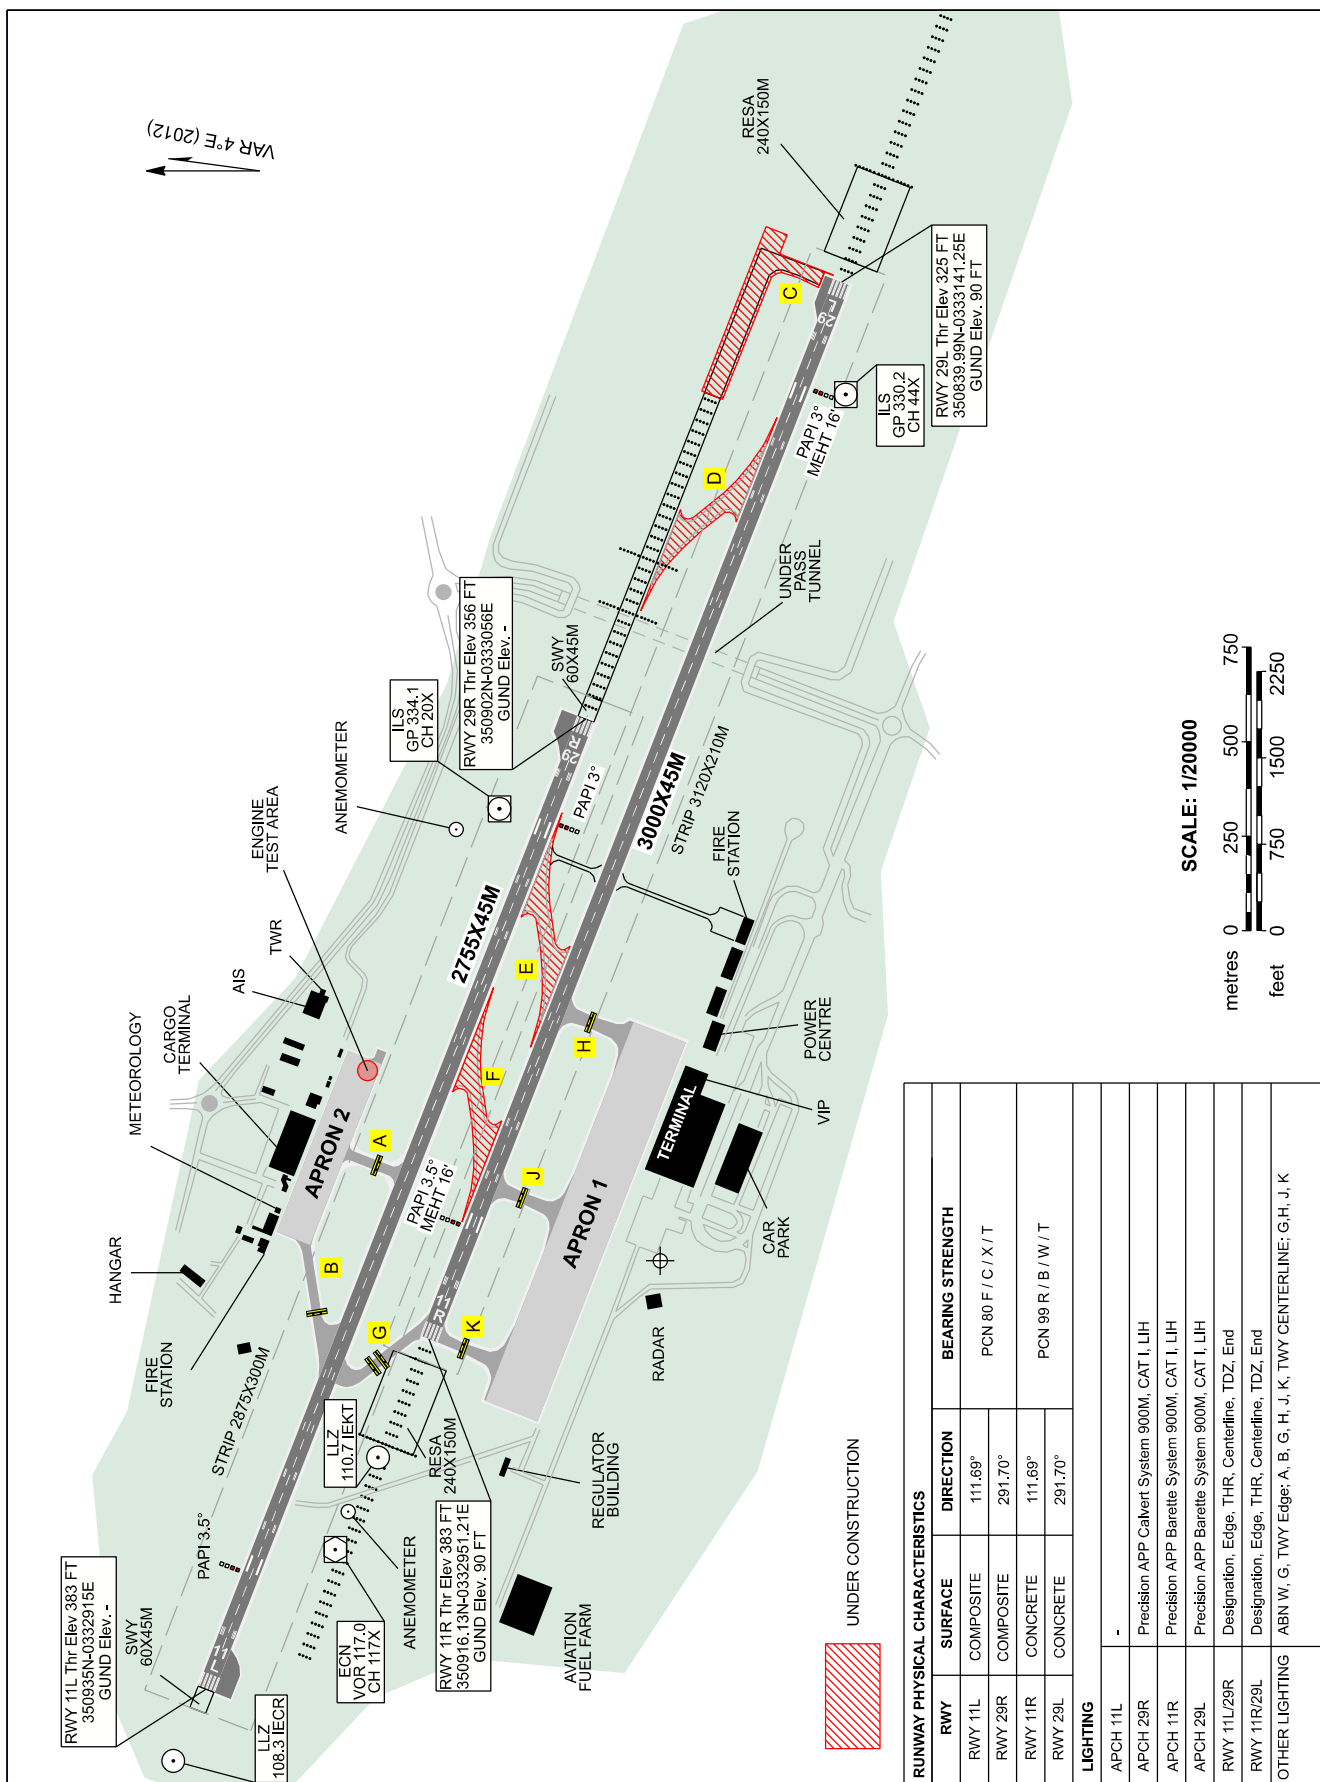 VAR 4°E (2012)
RESA
240X150M
C
29 L
RWY 29L Thr Elev 325 FT
350839.99N-0333141.25E
GUND Elev. 90 FT
ILS
GP 330.2
CH 44X
PAPI 3°
MEHT 16'
D
UNDER
PASS
TUNNEL
SWY
60X45M
RWY 29R Thr Elev 356 FT
350902N-0333056E
GUND Elev. -
ILS
GP 334.1
CH 20X
ANEMOMETER
29 R
PAPI 3°
3000X45M
STRIP 3120X210M
FIRE
STATION
ENGINE
TEST AREA
TWR
AIS
2755X45M
E
H
POWER
CENTRE
METEOROLOGY
CARGO
TERMINAL
APRON 2
A
F
TERMINAL
VIP
PAPI 3.5°
MEHT 16'
J
APRON 1
CAR
PARK
HANGAR
B
FIRE
STATION
G
11
R
K
RADAR
STRIP 2875X300M
LLZ
110.7 IEKT
RESA
240X150M
REGULATOR
BUILDING
PAPI 3.5°
ECN
VOR 117.0
CH 117X
ANEMOMETER
RWY 11R Thr Elev 383 FT
350916.13N-0332951.21E
GUND Elev. 90 FT
AVIATION
FUEL FARM
RWY 11L Thr Elev 383 FT
350935N-0332915E
GUND Elev. -
SWY
60X45M
11
L
LLZ
108.3 IECR
SCALE: 1/20000
metres 0 250 500 750
feet 0 750 1500 2250
UNDER CONSTRUCTION
RUNWAY PHYSICAL CHARACTERISTICS
RWY SURFACE DIRECTION BEARING STRENGTH
RWY 11L COMPOSITE 111.69° PCN 80 F / C / X / T
RWY 29R COMPOSITE 291.70°
RWY 11R CONCRETE 111.69° PCN 99 R / B / W / T
RWY 29L CONCRETE 291.70°
LIGHTING
APCH 11L -
APCH 29R Precision APP Calvert System 900M, CAT I, LIH
APCH 11R Precision APP Barette System 900M, CAT I, LIH
APCH 29L Precision APP Barette System 900M, CAT I, LIH
RWY 11L/29R Designation, Edge, THR, Centerline, TDZ, End
RWY 11R/29L Designation, Edge, THR, Centerline, TDZ, End
OTHER LIGHTING ABN W, G, TWY Edge; A, B, G, H, J, K, TWY CENTERLINE; G,H, J, K